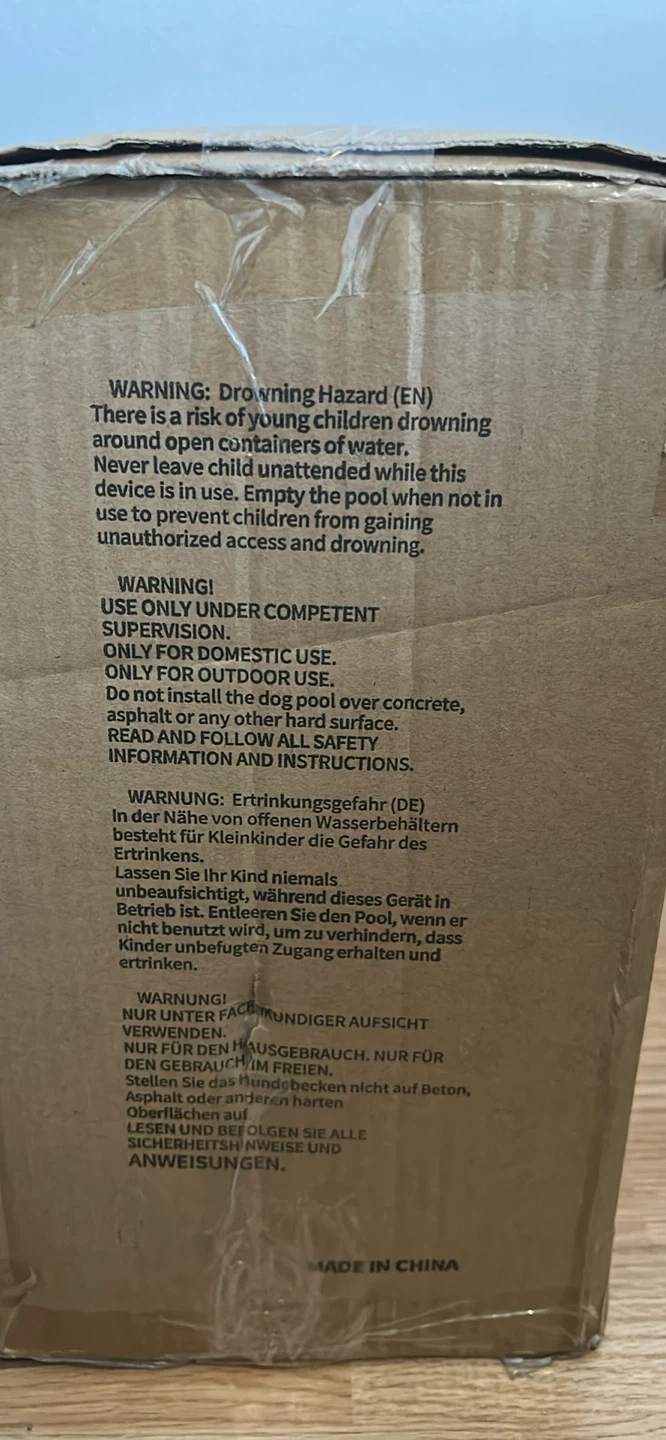 WARNING: Drowning Hazard (EN)
There is a risk of young children drowning
around open containers of water.
Never leave child unattended while this
device is in use. Empty the pool when not in
use to prevent children from gaining
unauthorized access and drowning.
WARNING!
USE ONLY UNDER COMPETENT
SUPERVISION.
ONLY FOR DOMESTIC USE.
ONLY FOR OUTDOOR USE.
Do not install the dog pool over concrete,
asphalt or any other hard surface.
READ AND FOLLOW ALL SAFETY
INFORMATION AND INSTRUCTIONS.
WARNUNG: Ertrinkungsgefahr (DE)
In der Nähe von offenen Wasserbehältern
besteht für Kleinkinder die Gefahr des
Ertrinkens.
Lassen Sie Ihr Kind niemals
unbeaufsichtigt, während dieses Gerät in
Betrieb ist. Entleeren Sie den Pool, wenn er
nicht benutzt wird, um zu verhindern, dass
Kinder unbefugten Zugang erhalten und
ertrinken.
WARNUNG!
NUR UNTER FACHKUNDIGER AUFSICHT
VERWENDEN.
NUR FÜR DEN HAUSGEBRAUCH. NUR FÜR
DEN GEBRAUCH IM FREIEN.
Stellen Sie das Hundebecken nicht auf Beton,
Asphalt oder anderen harten
Oberflächen auf
LESEN UND BEFOLGEN SIE ALLE
SICHERHEITSHINWEISE UND
ANWEISUNGEN.
MADE IN CHINA